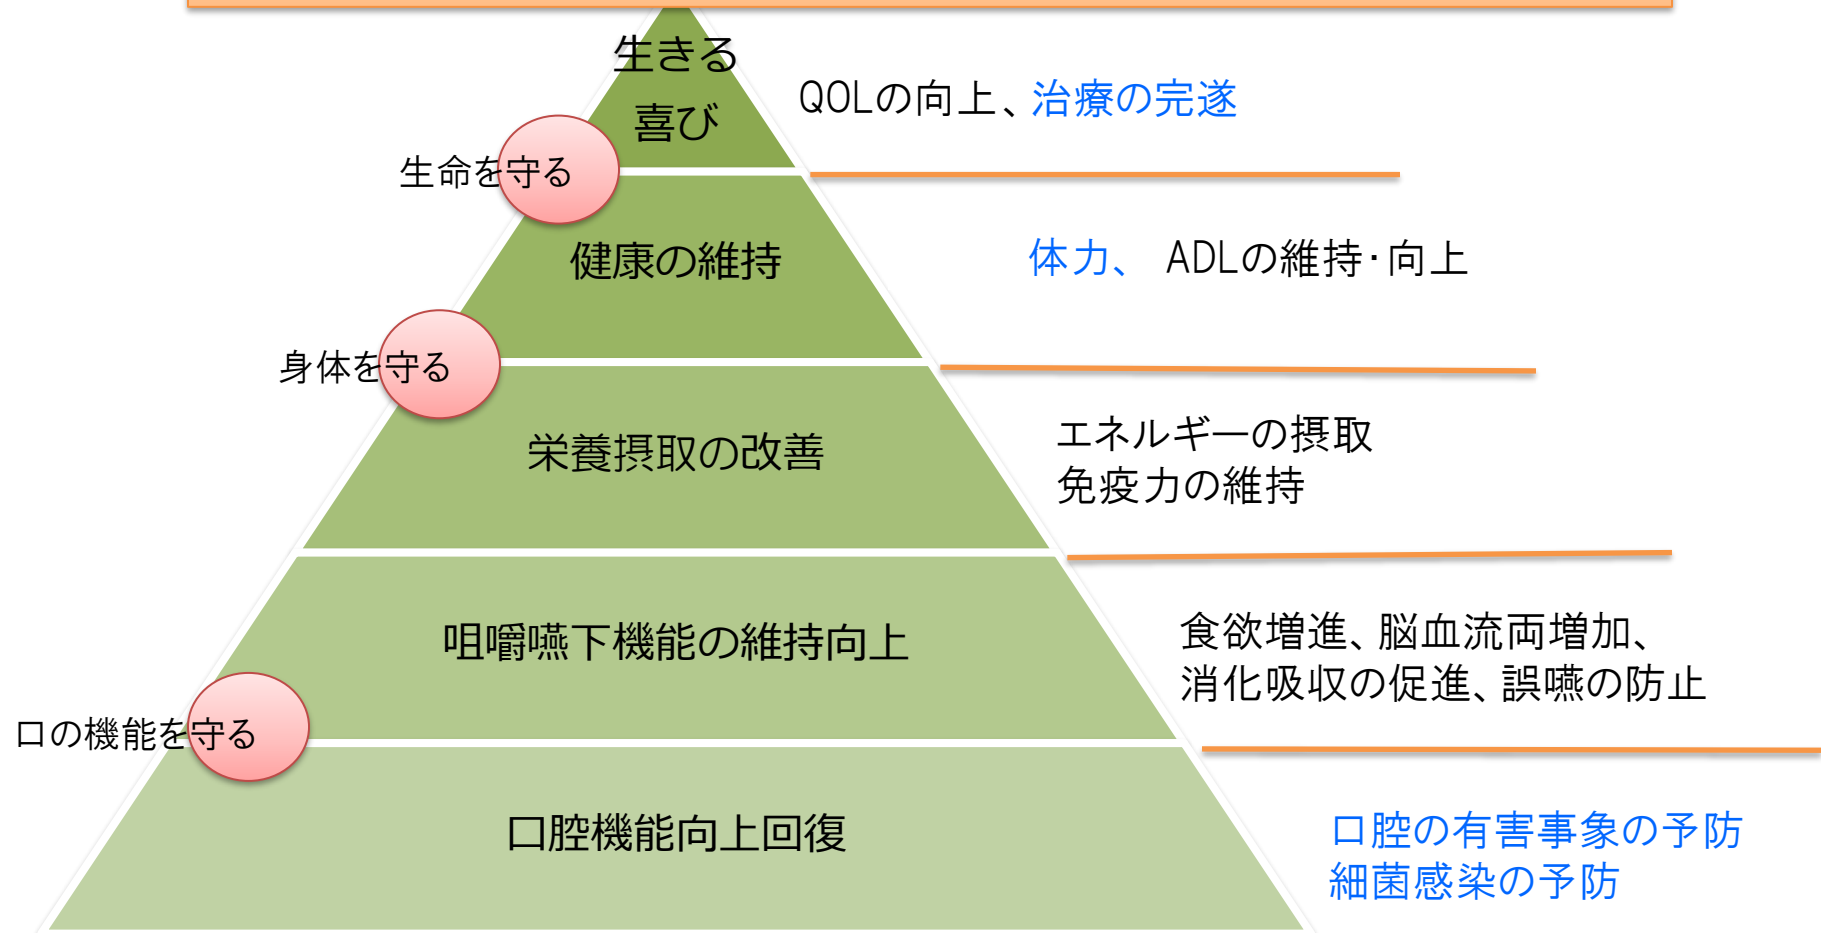 生きる
喜び
QOLの向上、治療の完遂
生命を守る
健康の維持
体力、 ADLの維持・向上
身体を守る
栄養摂取の改善
エネルギーの摂取
免疫力の維持
咀嚼嚥下機能の維持向上
食欲増進、脳血流両増加、
消化吸収の促進、誤嚥の防止
口の機能を守る
口腔機能向上回復
口腔の有害事象の予防
細菌感染の予防